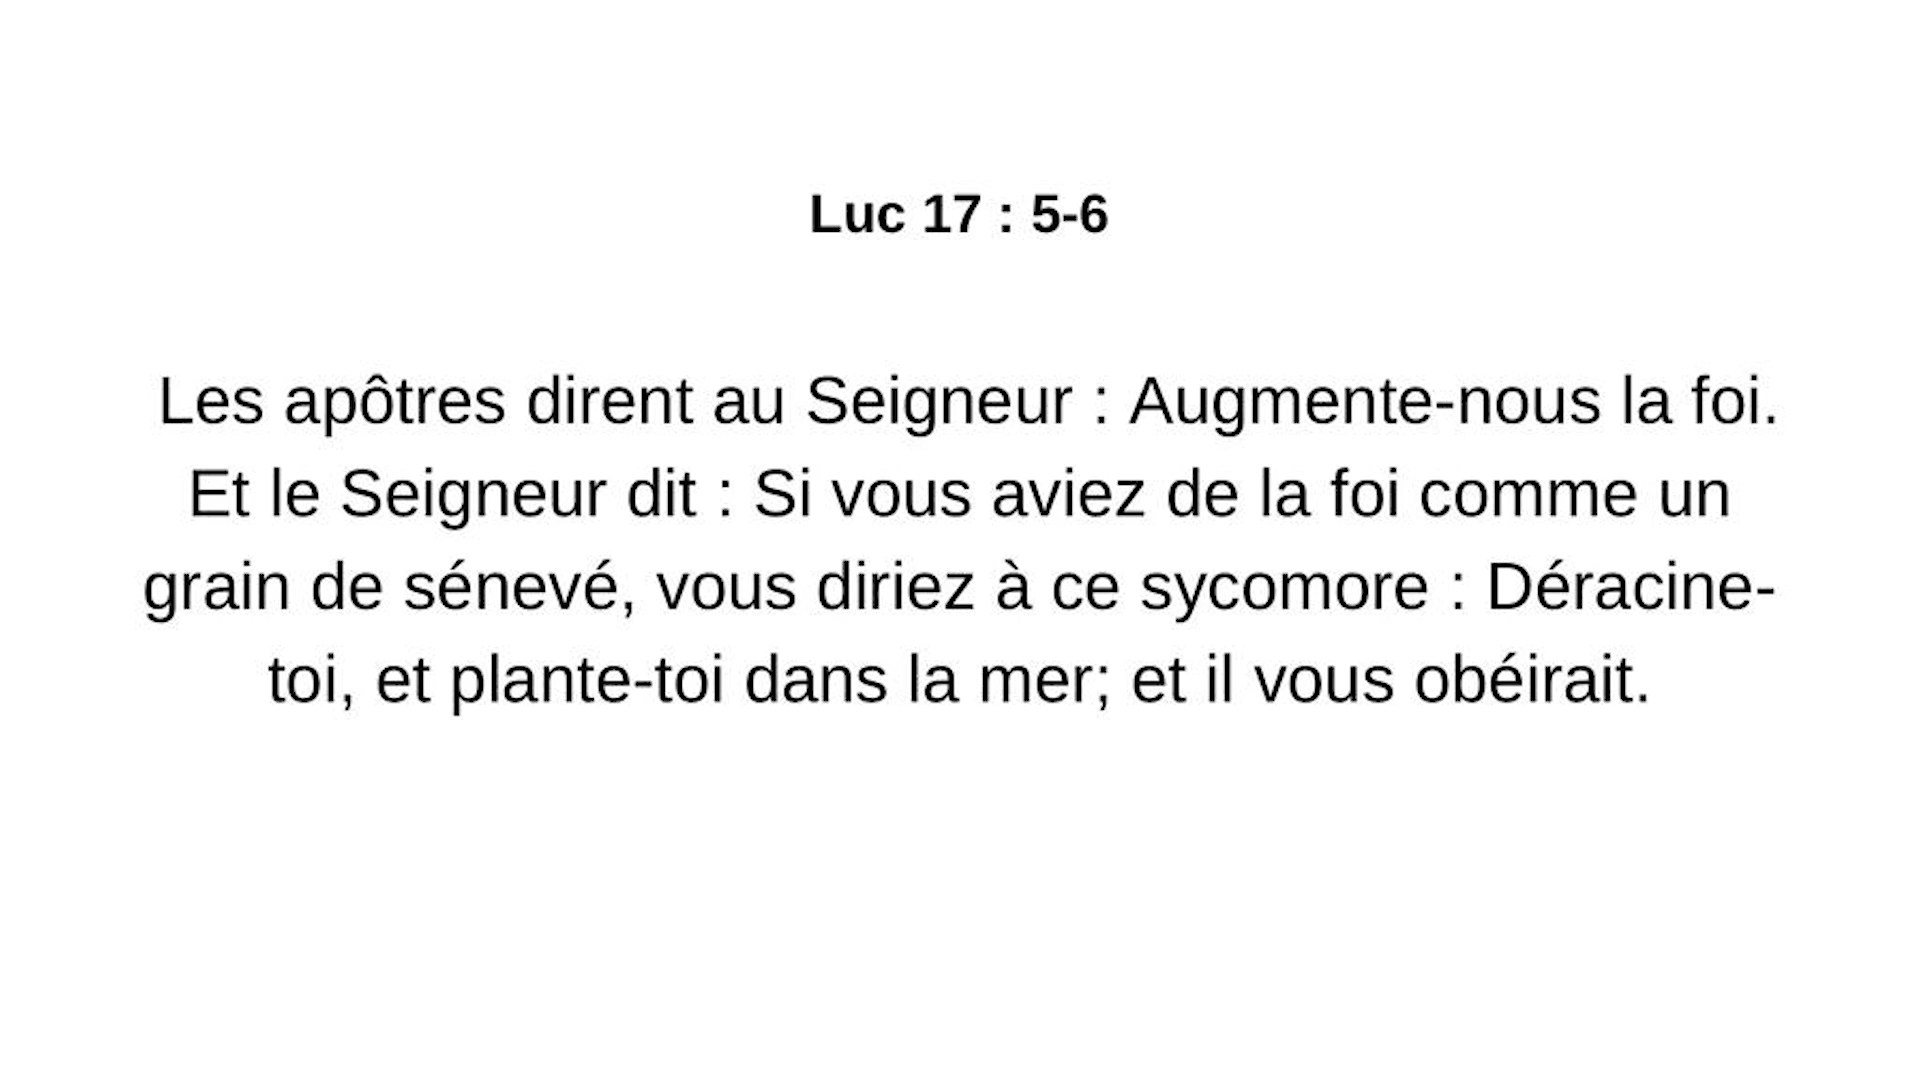 Luc 17 : 5-6
Les apôtres dirent au Seigneur : Augmente-nous la foi.
Et le Seigneur dit : Si vous aviez de la foi comme un
grain de sénevé, vous diriez à ce sycomore : Déracine-
toi, et plante-toi dans la mer; et il vous obéirait.